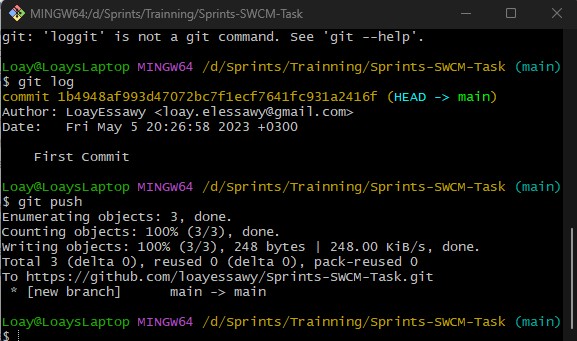 MINGW64:/d/Sprints/Trainning/Sprints-SWCM-Task
git: 'loggit' is not a git command. See 'git --help'.
Loay@LoaysLaptop MINGW64 /d/Sprints/Trainning/Sprints-SWCM-Task (main)
$ git log
commit 1b4948af993d47072bc7f1ecf7641fc931a2416f (HEAD -> main)
Author: LoayEssawy <loay.elessawy@gmail.com>
Date:   Fri May 5 20:26:58 2023 +0300
    First Commit
Loay@LoaysLaptop MINGW64 /d/Sprints/Trainning/Sprints-SWCM-Task (main)
$ git push
Enumerating objects: 3, done.
Counting objects: 100% (3/3), done.
Writing objects: 100% (3/3), 248 bytes | 248.00 KiB/s, done.
Total 3 (delta 0), reused 0 (delta 0), pack-reused 0
To https://github.com/loayessawy/Sprints-SWCM-Task.git
 * [new branch]      main -> main
Loay@LoaysLaptop MINGW64 /d/Sprints/Trainning/Sprints-SWCM-Task (main)
$